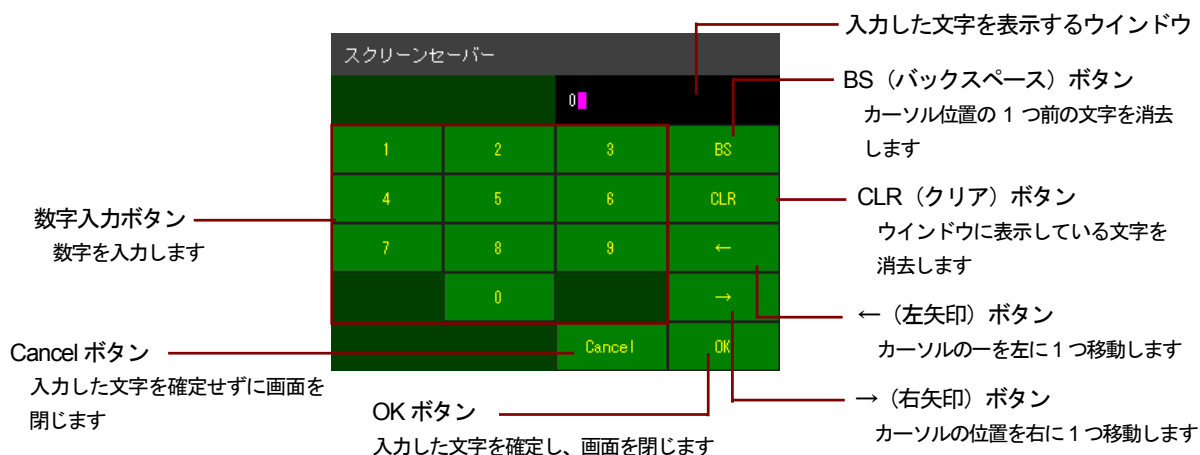 入力した文字を表示するウインドウ
スクリーンセーバー
0
BS（バックスペース）ボタン
カーソル位置の 1 つ前の文字を消去
します
1 2 3 BS
4 5 6 CLR
7 8 9 ←
0 →
Cancel OK
数字入力ボタン
数字を入力します
CLR（クリア）ボタン
ウインドウに表示している文字を
消去します
←（左矢印）ボタン
カーソルの一を左に 1 つ移動します
→（右矢印）ボタン
カーソルの位置を右に 1 つ移動します
Cancel ボタン
入力した文字を確定せずに画面を
閉じます
OK ボタン
入力した文字を確定し、画面を閉じます